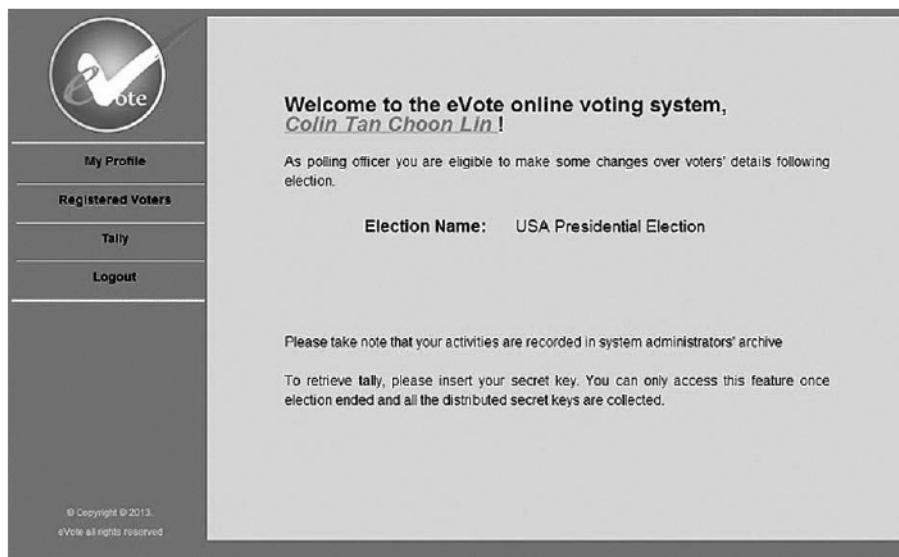 eVote
My Profile
Registered Voters
Tally
Logout
© Copyright © 2013.
eVote all rights reserved
Welcome to the eVote online voting system,
Colin Tan Choon Lin !
As polling officer you are eligible to make some changes over voters' details following
election.
Election Name: USA Presidential Election
Please take note that your activities are recorded in system administrators' archive
To retrieve tally, please insert your secret key. You can only access this feature once
election ended and all the distributed secret keys are collected.